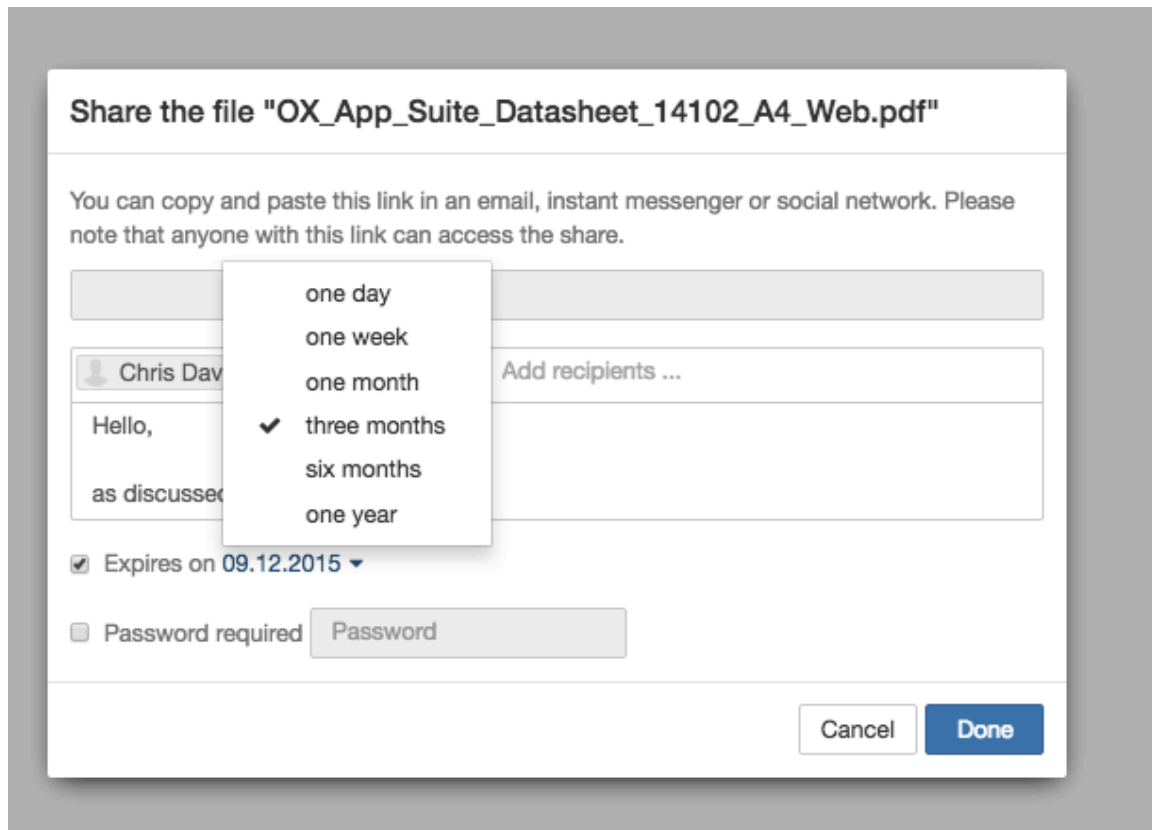 Share the file "OX_App_Suite_Datasheet_14102_A4_Web.pdf"
You can copy and paste this link in an email, instant messenger or social network. Please
note that anyone with this link can access the share.
one day
one week
one month
three months
six months
one year
Chris Dav
Add recipients ...
Hello,
as discussed
Expires on 09.12.2015
Password required
Password
Cancel
Done